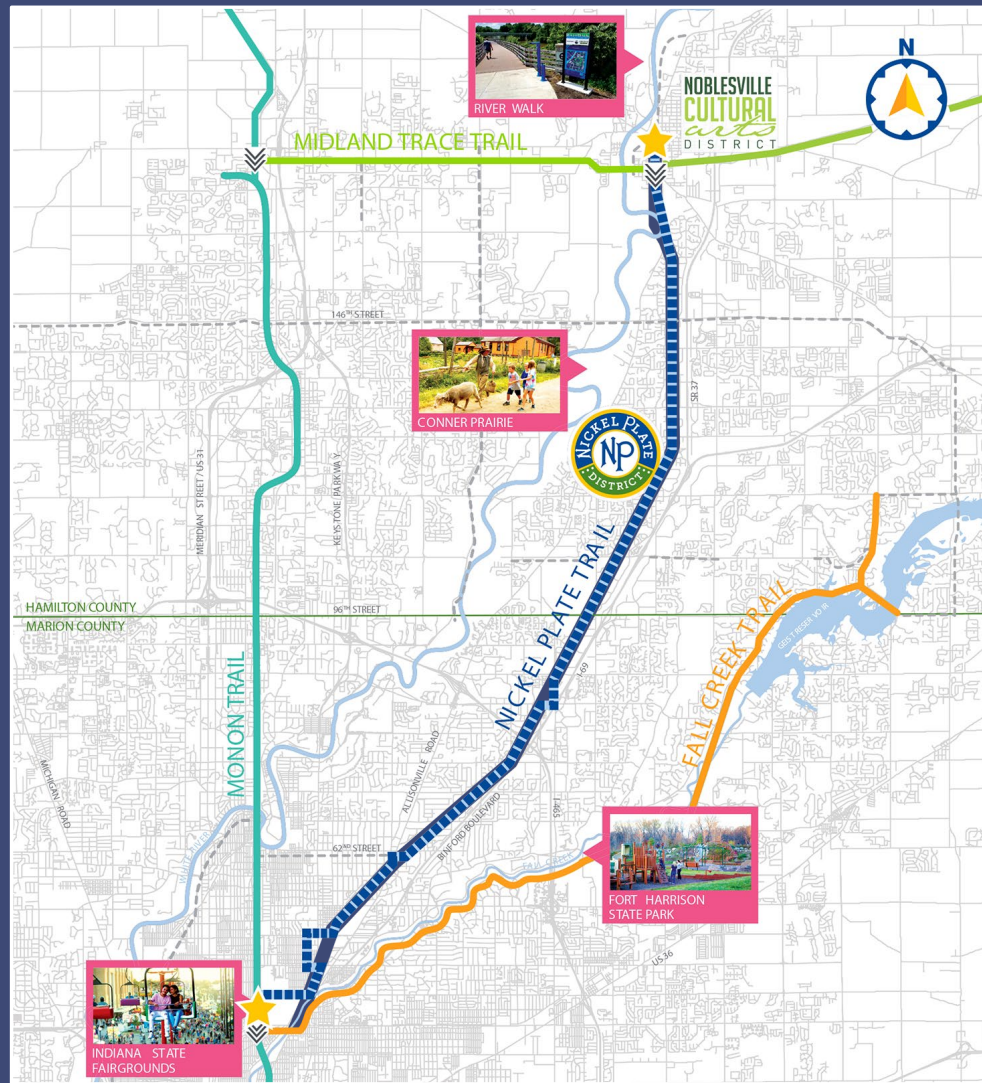 RIVER WALK
N
NOBLESVILLE
CULTURAL
arts
DISTRICT
MIDLAND TRACE TRAIL
146TH STREET
CONNER PRAIRIE
SR 37
NICKEL PLATE
NP
DISTRICT
MERIDIAN STREET / US 31
KEYSTONE PARKWAY
NICKEL PLATE TRAIL
HAMILTON COUNTY
MARION COUNTY
96TH STREET
FALL CREEK TRAIL
GEIST RESERVOIR
MONON TRAIL
I-69
MICHIGAN ROAD
ALLISONVILLE ROAD
BINFORD BOULEVARD
I-465
62ND STREET
WHITE RIVER
FORT HARRISON
STATE PARK
US 36
INDIANA STATE
FAIRGROUNDS